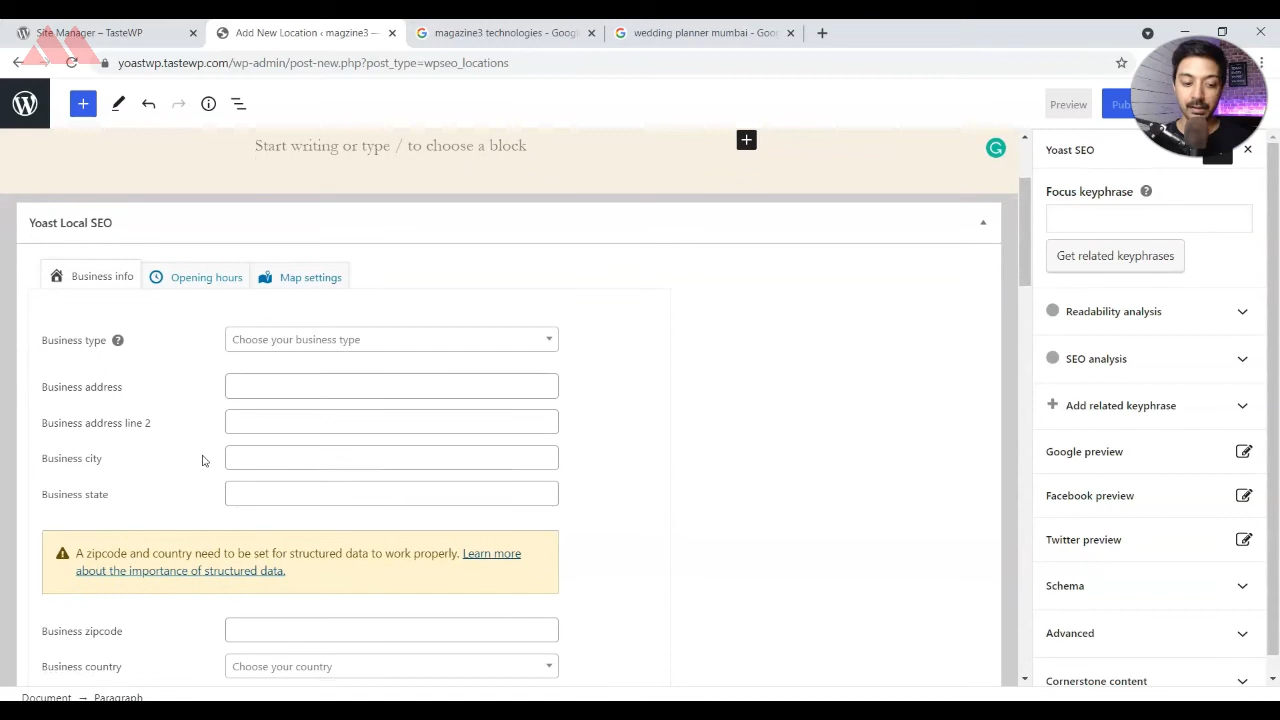 Site Manager – TasteWP
Add New Location ‹ magzine3 —
magazine3 technologies - Googl
wedding planner mumbai - Goo
yoastwp.tastewp.com/wp-admin/post-new.php?post_type=wpseo_locations
Preview
Pub
Start writing or type / to choose a block
Yoast SEO
Focus keyphrase
Get related keyphrases
Readability analysis
SEO analysis
Add related keyphrase
Google preview
Facebook preview
Twitter preview
Schema
Advanced
Cornerstone content
Yoast Local SEO
Business info
Opening hours
Map settings
Business type
Choose your business type
Business address
Business address line 2
Business city
Business state
A zipcode and country need to be set for structured data to work properly. Learn more
about the importance of structured data.
Business zipcode
Business country
Choose your country
Document → Paragraph